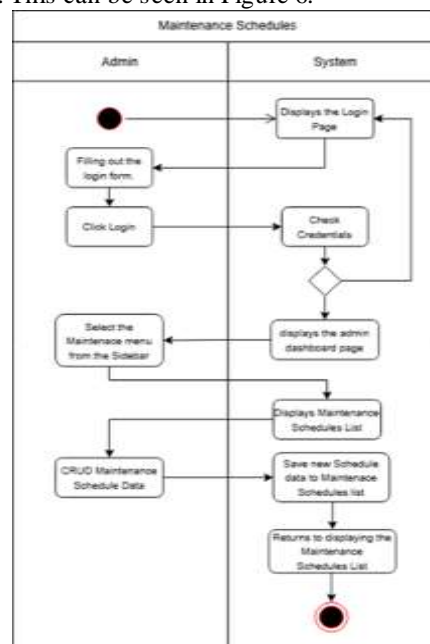 . This can be seen in Figure 6.
Maintenance Schedules
Admin
System
Displays the Login
Page
Filling out the
login form.
Click Login
Check
Credentials
Select the
Maintenace menu
from the Sidebar
displays the admin
dashboard page
Displays Maintenance
Schedules List
CRUD Maintenance
Schedule Data
Save new Schedule
data to Maintenace
Schedules list
Returns to displaying the
Maintenance
Schedules List